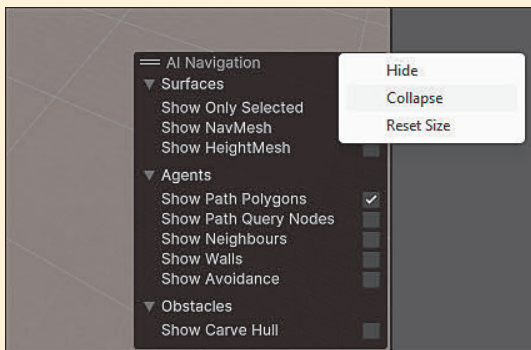 AI Navigation
Surfaces
Show Only Selected
Show NavMesh
Show HeightMesh
Agents
Show Path Polygons
Show Path Query Nodes
Show Neighbours
Show Walls
Show Avoidance
Obstacles
Show Carve Hull
Hide
Collapse
Reset Size